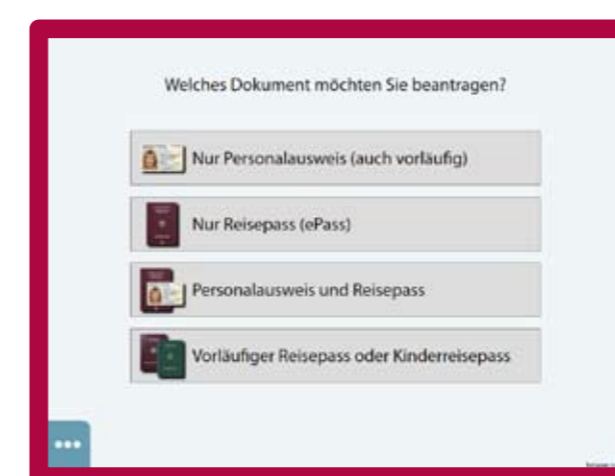 Welches Dokument möchten Sie beantragen?
Nur Personalausweis (auch vorläufig)
Nur Reisepass (ePass)
Personalausweis und Reisepass
Vorläufiger Reisepass oder Kinderreisepass